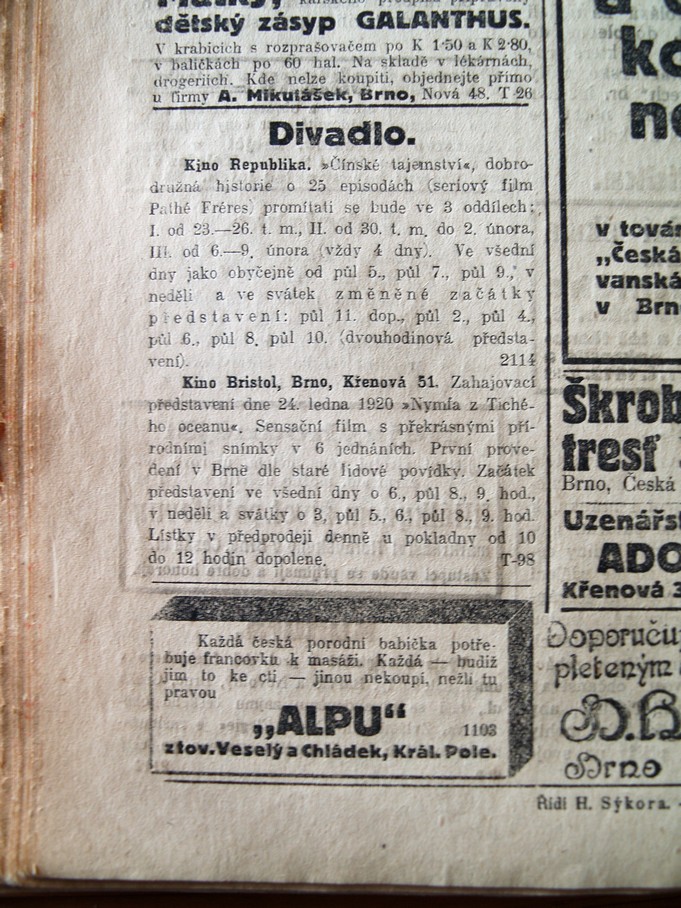 dětský zásyp GALANTHUS.
V krabicích s rozprašovačem po K 1·50 a K 2·80,
v balíčkách po 60 hal. Na skladě v lékárnách,
drogeriích. Kde nelze koupiti, objednejte přímo
u firmy A. Mikulášek, Brno, Nová 48. T-26
Divadlo.
Kino Republika. »Čínské tajemství«, dobro-
družná historie o 25 episodách (seriový film
Pathé Fréres) promítati se bude ve 3 oddílech:
I. od 23.—26. t. m., II. od 30. t. m. do 2. února,
III. od 6.—9. února (vždy 4 dny). Ve všední
dny jako obyčejně od půl 5., půl 7., půl 9., v
neděli a ve svátek změněné začátky
představení: půl 11. dop., půl 2., půl 4.,
půl 6., půl 8. půl 10. (dvouhodinová představ-
vení). 2114
Kino Bristol, Brno, Křenová 51. Zahajovací
představení dne 24. ledna 1920 »Nymfa z Tiché-
ho oceanu«. Sensační film s překrásnými pří-
rodními snímky v 6 jednáních. První prove-
dení v Brně dle staré lidové povídky. Začátek
představení ve všední dny o 6., půl 8., 9. hod.,
v neděli a svátky o 3, půl 5., 6., půl 8., 9. hod.
Lístky v předprodeji denně u pokladny od 10
do 12 hodin dopolene. T-98
Každá česká porodní babička potře-
buje francovku k masáži. Každá — budiž
jim to ke cti — jinou nekoupí, nežli tu
pravou
„ALPU“ 1103
ztov. Veselý a Chládek, Král. Pole.
ko
ne
v továr
„Česká
vanská
v Brn
Škrob
tresť
Brno, Česká
Uzenářst
ADO
Křenová 3
Doporučuj
pleteným
Brno
Řídí H. Sýkora.